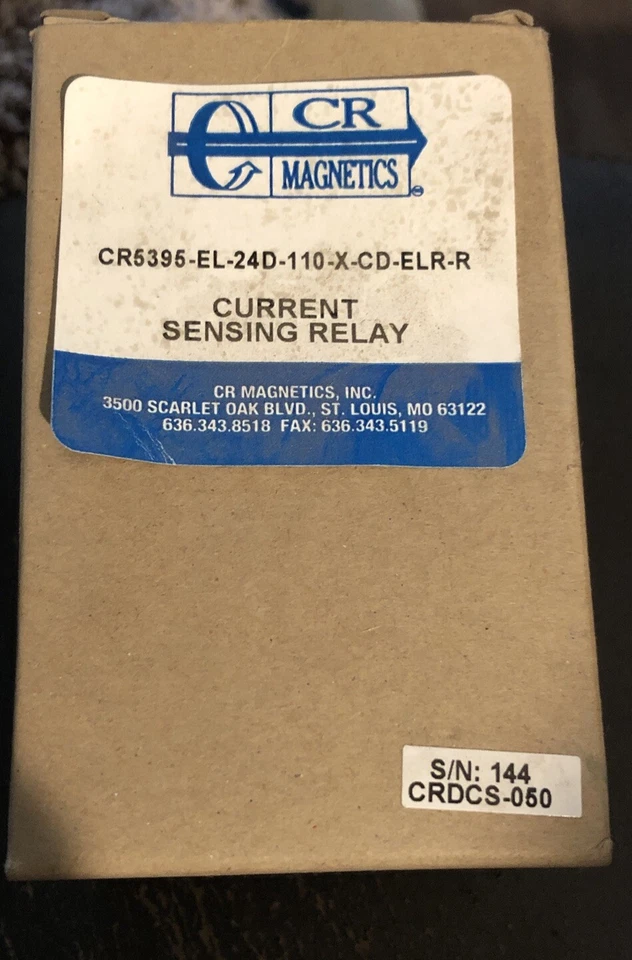 CR
MAGNETICS
CR5395-EL-24D-110-X-CD-ELR-R
CURRENT
SENSING RELAY
CR MAGNETICS, INC.
3500 SCARLET OAK BLVD., ST. LOUIS, MO 63122
636.343.8518 FAX: 636.343.5119
S/N: 144
CRDCS-050